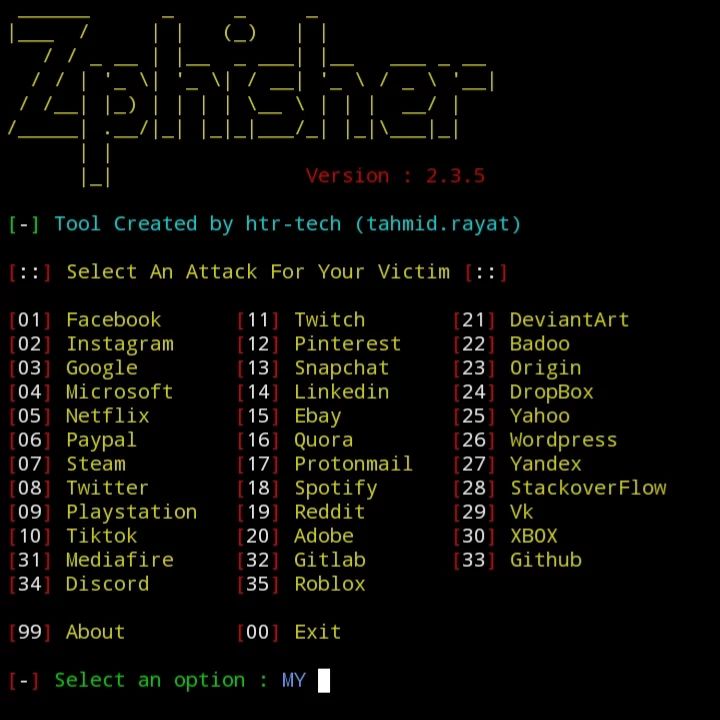 Zphisher
Version : 2.3.5
[-] Tool Created by htr-tech (tahmid.rayat)
[::] Select An Attack For Your Victim [::]
[01] Facebook [11] Twitch [21] DeviantArt
[02] Instagram [12] Pinterest [22] Badoo
[03] Google [13] Snapchat [23] Origin
[04] Microsoft [14] Linkedin [24] DropBox
[05] Netflix [15] Ebay [25] Yahoo
[06] Paypal [16] Quora [26] Wordpress
[07] Steam [17] Protonmail [27] Yandex
[08] Twitter [18] Spotify [28] StackoverFlow
[09] Playstation [19] Reddit [29] Vk
[10] Tiktok [20] Adobe [30] XBOX
[31] Mediafire [32] Gitlab [33] Github
[34] Discord [35] Roblox
[99] About [00] Exit
[-] Select an option : MY